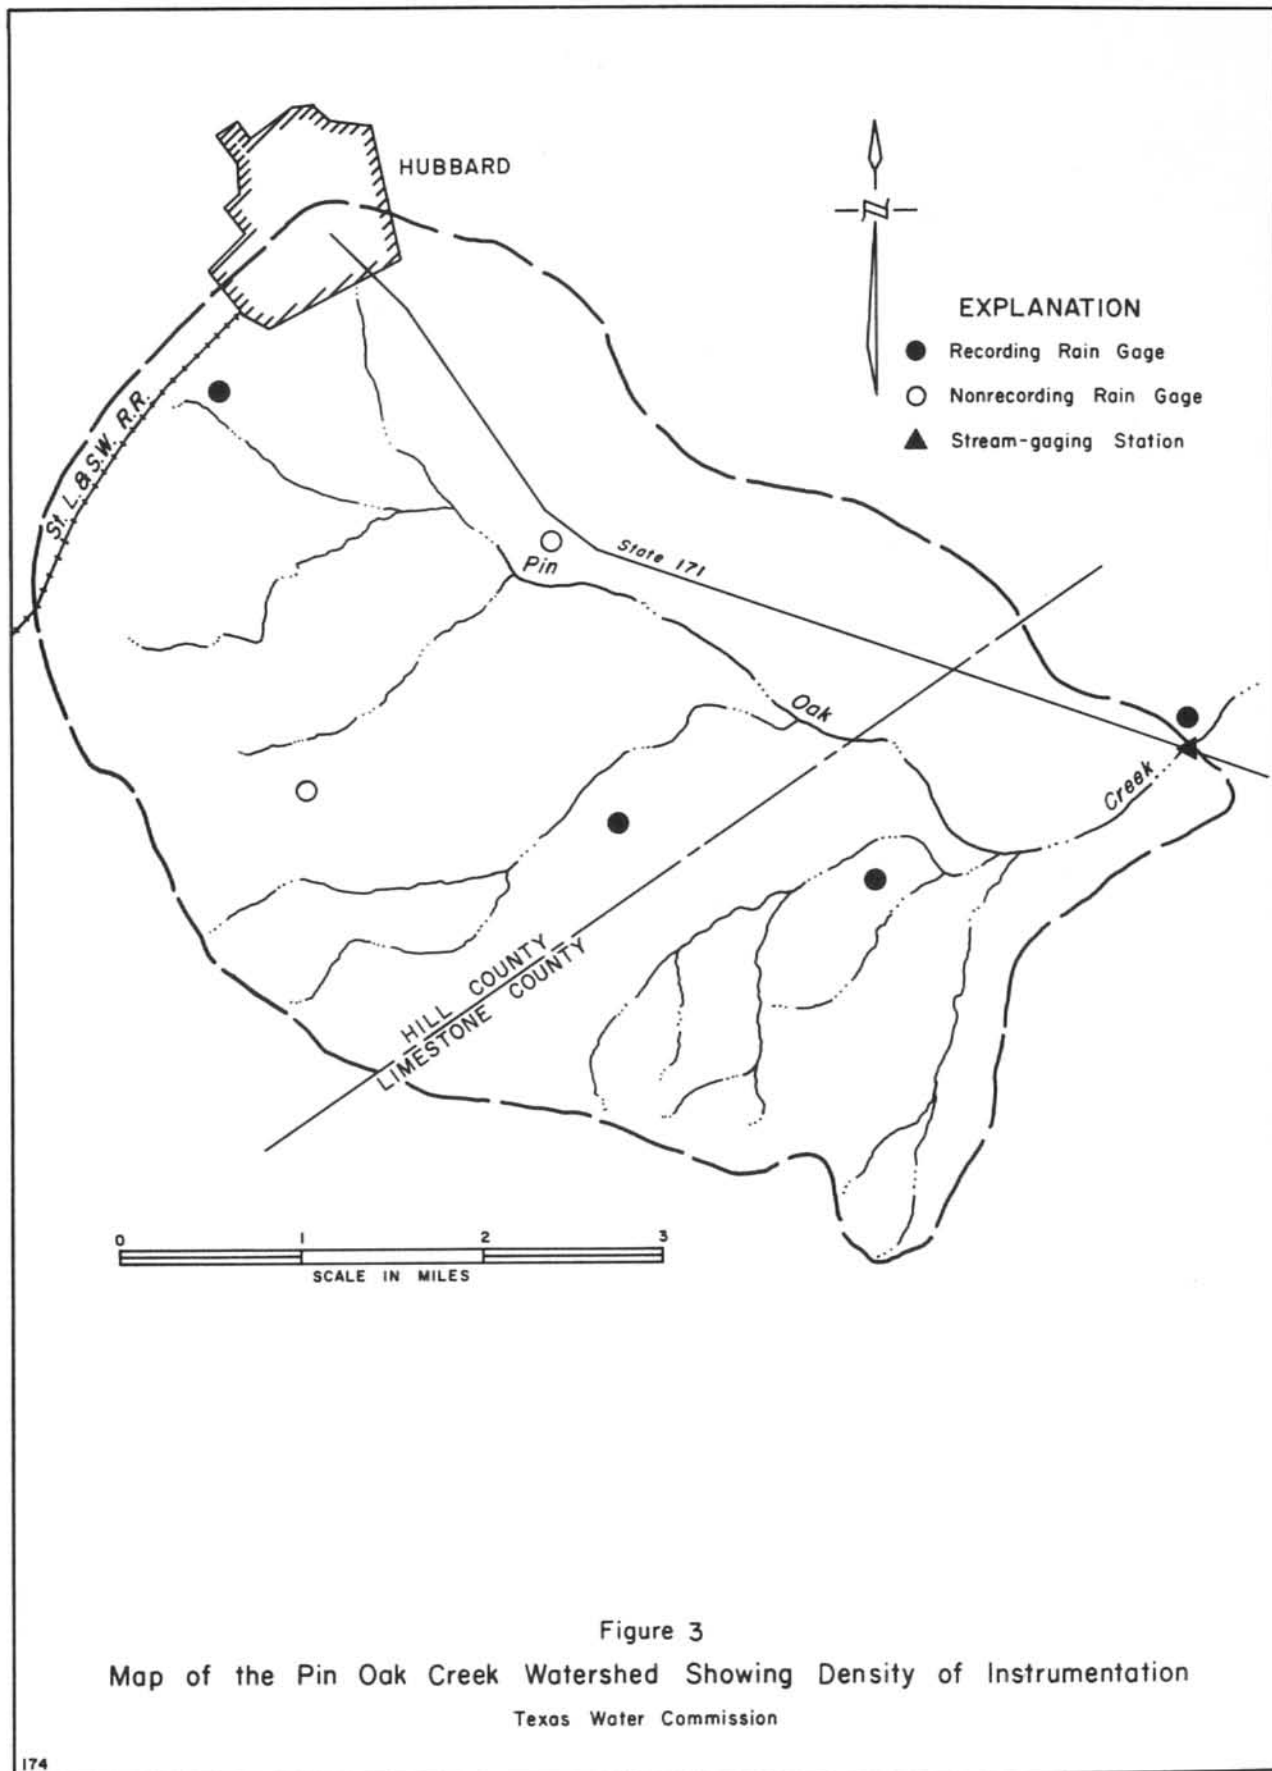 HUBBARD
EXPLANATION
Recording Rain Gage
Nonrecording Rain Gage
Stream-gaging Station
St. L. & S.W. R.R.
State 171
Pin
Oak
Creek
HILL COUNTY
LIMESTONE COUNTY
0 1 2 3
SCALE IN MILES
Figure 3
Map of the Pin Oak Creek Watershed Showing Density of Instrumentation
Texas Water Commission
174